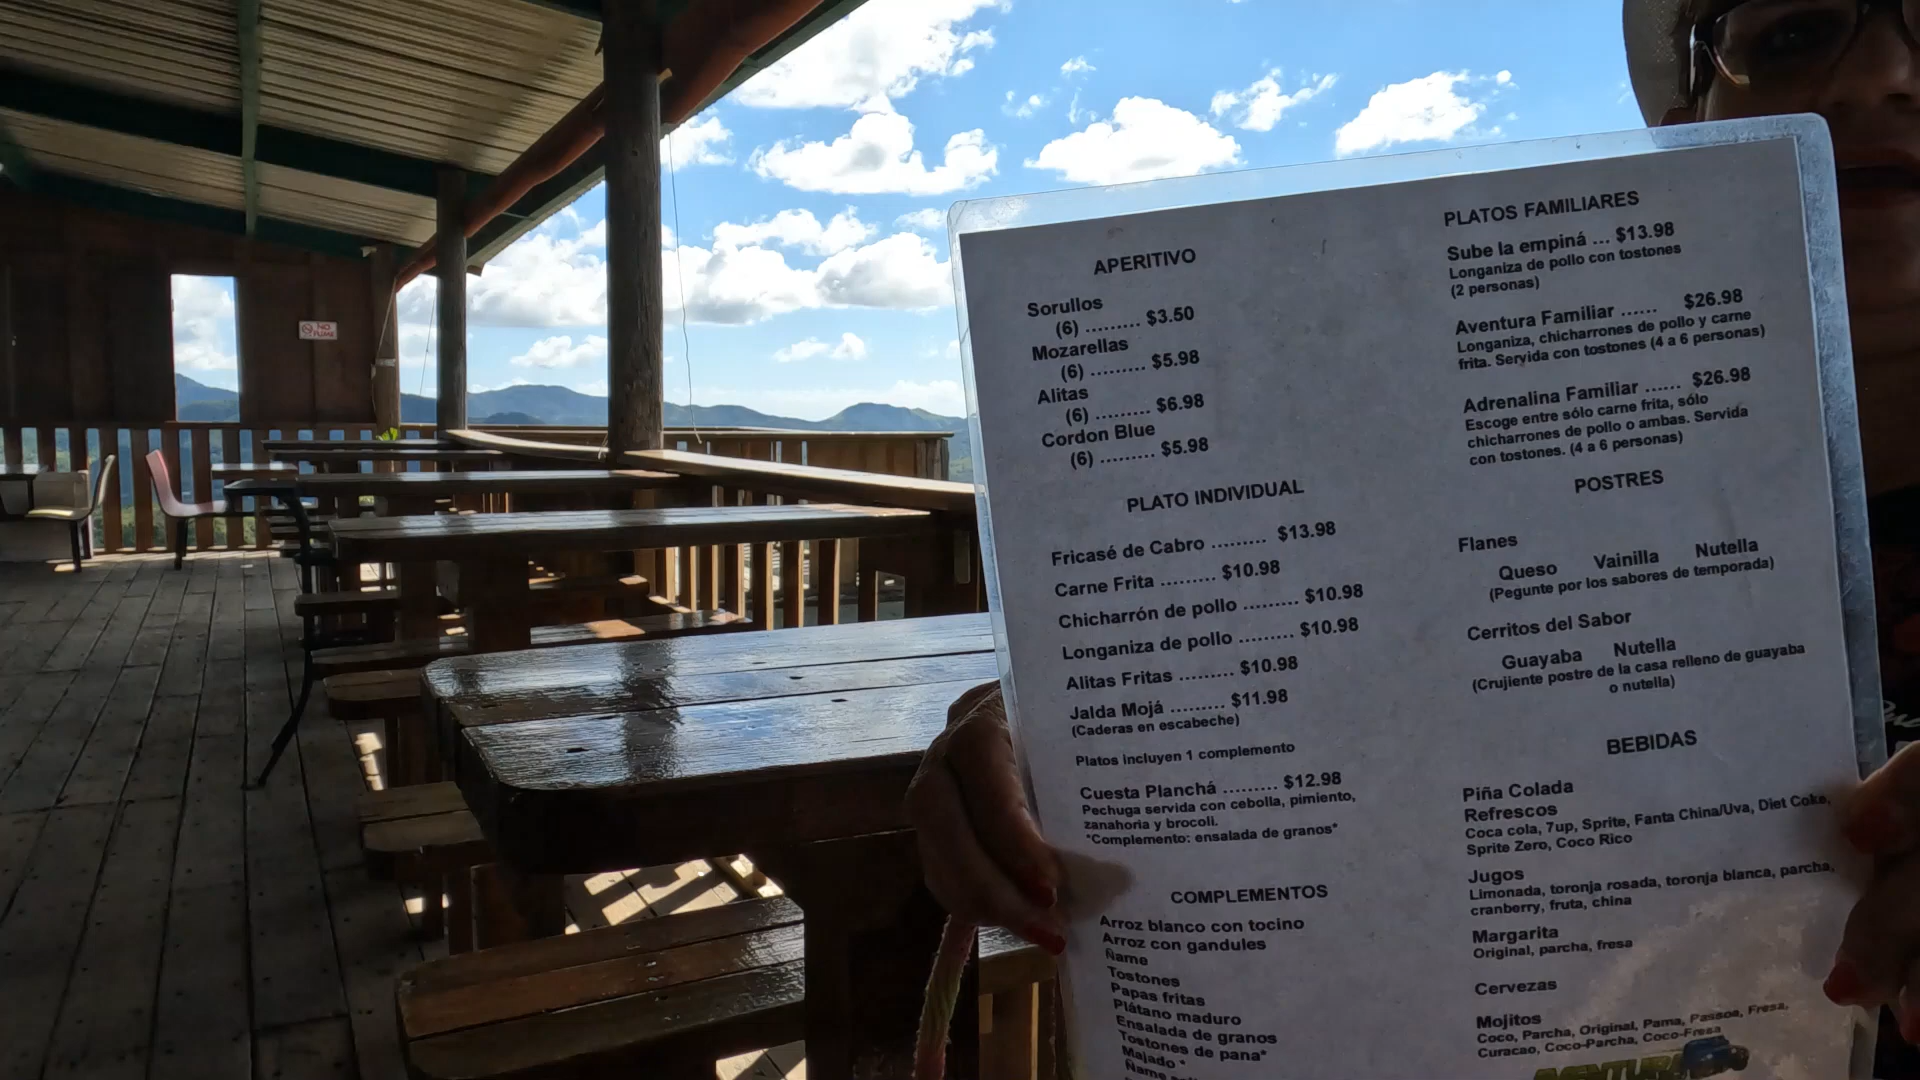 NO
FUME
APERITIVO
Sorullos
(6) ......... $3.50
Mozarellas
(6) ......... $5.98
Alitas
(6) ......... $6.98
Cordon Blue
(6) ......... $5.98
PLATO INDIVIDUAL
Fricasé de Cabro ......... $13.98
Carne Frita ......... $10.98
Chicharrón de pollo ......... $10.98
Longaniza de pollo ......... $10.98
Alitas Fritas ......... $10.98
Jalda Mojá ......... $11.98
(Caderas en escabeche)
Platos incluyen 1 complemento
Cuesta Planchá ......... $12.98
Pechuga servida con cebolla, pimiento,
zanahoria y brocoli.
*Complemento: ensalada de granos*
COMPLEMENTOS
Arroz blanco con tocino
Arroz con gandules
Ñame
Tostones
Papas fritas
Plátano maduro
Ensalada de granos
Tostones de pana*
Majado *
Ñame
PLATOS FAMILIARES
Sube la empiná ... $13.98
Longaniza de pollo con tostones
(2 personas)
Aventura Familiar ...... $26.98
Longaniza, chicharrones de pollo y carne
frita. Servida con tostones (4 a 6 personas)
Adrenalina Familiar ...... $26.98
Escoge entre sólo carne frita, sólo
chicharrones de pollo o ambas. Servida
con tostones. (4 a 6 personas)
POSTRES
Flanes
Queso Vainilla Nutella
(Pegunte por los sabores de temporada)
Cerritos del Sabor
Guayaba Nutella
(Crujiente postre de la casa relleno de guayaba
o nutella)
BEBIDAS
Piña Colada
Refrescos
Coca cola, 7up, Sprite, Fanta China/Uva, Diet Coke,
Sprite Zero, Coco Rico
Jugos
Limonada, toronja rosada, toronja blanca, parcha,
cranberry, fruta, china
Margarita
Original, parcha, fresa
Cervezas
Mojitos
Coco, Parcha, Original, Pama, Passoa, Fresa,
Curacao, Coco-Parcha, Coco-Fresa
AVENTURA